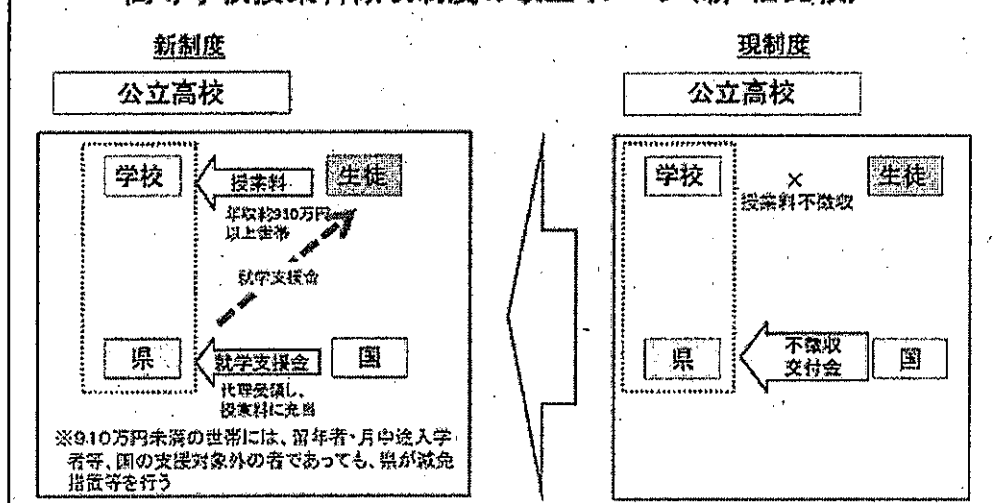 新制度
公立高校
学校
授業料
生徒
年収約910万円
以上世帯
就学支援金
県
就学支援金
国
代理受領し、
授業料に充当
※910万円未満の世帯には、留年者・月中途入学
者等、国の支援対象外の者であっても、県が減免
措置等を行う
現制度
公立高校
学校
×
授業料不徴収
生徒
県
不徴収
交付金
国